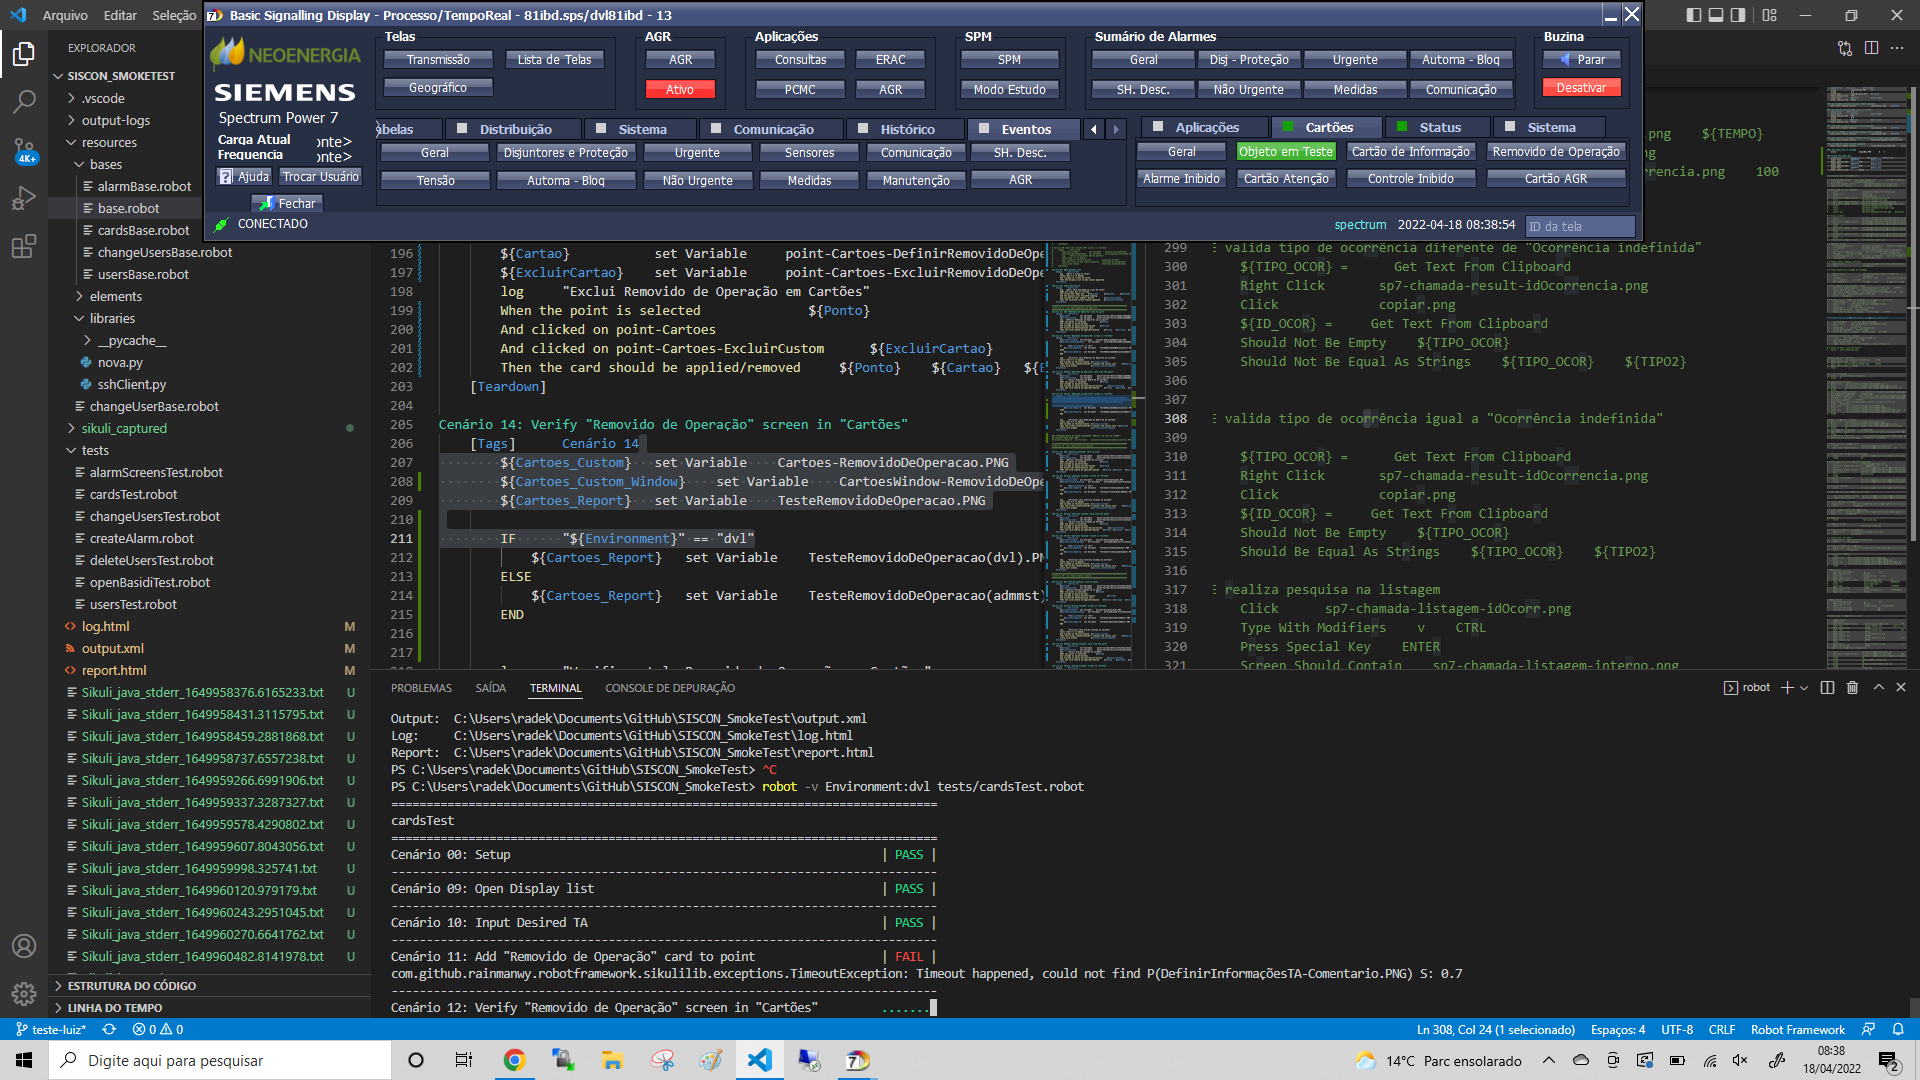 Arquivo Editar Seleção
Basic Signalling Display - Processo/TempoReal - 81ibd.sps/dvl81ibd - 13
NEOENERGIA
SIEMENS
Spectrum Power 7
Carga Atual onte>
Frequencia onte>
Ajuda Trocar Usuário
Fechar
CONECTADO
Telas
Transmissão Lista de Telas
Geográfico
AGR
AGR
Ativo
Aplicações
Consultas ERAC
PCMC AGR
SPM
SPM
Modo Estudo
Sumário de Alarmes
Geral Disj - Proteção Urgente Automa - Bloq
SH. Desc. Não Urgente Medidas Comunicação
Buzina
Parar
Desativar
abelas Distribuição Sistema Comunicação Histórico Eventos
Geral Disjuntores e Proteção Urgente Sensores Comunicação SH. Desc.
Tensão Automa - Bloq Não Urgente Medidas Manutenção AGR
Aplicações Cartões Status Sistema
Geral Objeto em Teste Cartão de Informação Removido de Operação
Alarme Inibido Cartão Atenção Controle Inibido Cartão AGR
spectrum 2022-04-18 08:38:54 ID da tela
EXPLORADOR
SISCON_SMOKETEST
.vscode
output-logs
resources
bases
alarmBase.robot
base.robot
cardsBase.robot
changeUsersBase.robot
usersBase.robot
elements
libraries
__pycache__
nova.py
sshClient.py
changeUserBase.robot
sikuli_captured
tests
alarmScreensTest.robot
cardsTest.robot
changeUsersTest.robot
createAlarm.robot
deleteUsersTest.robot
openBasidiTest.robot
usersTest.robot
log.html M
output.xml M
report.html M
Sikuli_java_stderr_1649958376.6165233.txt U
Sikuli_java_stderr_1649958431.3115795.txt U
Sikuli_java_stderr_1649958459.2881868.txt U
Sikuli_java_stderr_1649958737.6557238.txt U
Sikuli_java_stderr_1649959266.6991906.txt U
Sikuli_java_stderr_1649959337.3287327.txt U
Sikuli_java_stderr_1649959578.4290802.txt U
Sikuli_java_stderr_1649959607.8043056.txt U
Sikuli_java_stderr_1649959998.325741.txt U
Sikuli_java_stderr_1649960120.979179.txt U
Sikuli_java_stderr_1649960243.2951045.txt U
Sikuli_java_stderr_1649960270.6641762.txt U
Sikuli_java_stderr_1649960482.8141978.txt U
ESTRUTURA DO CÓDIGO
LINHA DO TEMPO
4K+
196 ${Cartao} set Variable point-Cartoes-DefinirRemovidoDeOpe
197 ${ExcluirCartao} set Variable point-Cartoes-ExcluirRemovidoDeOpe
198 log "Exclui Removido de Operação em Cartões"
199 When the point is selected ${Ponto}
200 And clicked on point-Cartoes
201 And clicked on point-Cartoes-ExcluirCustom ${ExcluirCartao}
202 Then the card should be applied/removed ${Ponto} ${Cartao} ${E
203 [Teardown]
204
205 Cenário 14: Verify "Removido de Operação" screen in "Cartões"
206 [Tags] Cenário 14
207 ${Cartoes_Custom} set Variable Cartoes-RemovidoDeOperacao.PNG
208 ${Cartoes_Custom_Window} set Variable CartoesWindow-RemovidoDeOpe
209 ${Cartoes_Report} set Variable TesteRemovidoDeOperacao.PNG
210
211 IF "${Environment}" == "dvl"
212 ${Cartoes_Report} set Variable TesteRemovidoDeOperacao(dvl).PN
213 ELSE
214 ${Cartoes_Report} set Variable TesteRemovidoDeOperacao(admmst)
215 END
216
217
png ${TEMPO}
rrencia.png 100
299 valida tipo de ocorrência diferente de "Ocorrência indefinida"
300 ${TIPO_OCOR} = Get Text From Clipboard
301 Right Click sp7-chamada-result-idOcorrencia.png
302 Click copiar.png
303 ${ID_OCOR} = Get Text From Clipboard
304 Should Not Be Empty ${TIPO_OCOR}
305 Should Not Be Equal As Strings ${TIPO_OCOR} ${TIPO2}
306
307
308 valida tipo de ocorrência igual a "Ocorrência indefinida"
309
310 ${TIPO_OCOR} = Get Text From Clipboard
311 Right Click sp7-chamada-result-idOcorrencia.png
312 Click copiar.png
313 ${ID_OCOR} = Get Text From Clipboard
314 Should Not Be Empty ${TIPO_OCOR}
315 Should Be Equal As Strings ${TIPO_OCOR} ${TIPO2}
316
317 realiza pesquisa na listagem
318 Click sp7-chamada-listagem-idOcorr.png
319 Type With Modifiers v CTRL
320 Press Special Key ENTER
321 Screen Should Contain sp7-chamada-listagem-interno.png
PROBLEMAS SAÍDA TERMINAL CONSOLE DE DEPURAÇÃO robot
Output: C:\Users\radek\Documents\GitHub\SISCON_SmokeTest\output.xml
Log: C:\Users\radek\Documents\GitHub\SISCON_SmokeTest\log.html
Report: C:\Users\radek\Documents\GitHub\SISCON_SmokeTest\report.html
PS C:\Users\radek\Documents\GitHub\SISCON_SmokeTest> ^C
PS C:\Users\radek\Documents\GitHub\SISCON_SmokeTest> robot -v Environment:dvl tests/cardsTest.robot
cardsTest
Cenário 00: Setup | PASS |
Cenário 09: Open Display list | PASS |
Cenário 10: Input Desired TA | PASS |
Cenário 11: Add "Removido de Operação" card to point | FAIL |
com.github.rainmanwy.robotframework.sikulilib.exceptions.TimeoutException: Timeout happened, could not find P(DefinirInformaçõesTA-Comentario.PNG) S: 0.7
Cenário 12: Verify "Removido de Operação" screen in "Cartões" .......
teste-luiz* 0 0 Ln 308, Col 24 (1 selecionado) Espaços: 4 UTF-8 CRLF Robot Framework
Digite aqui para pesquisar
14°C Parc ensolarado
08:38
18/04/2022
2